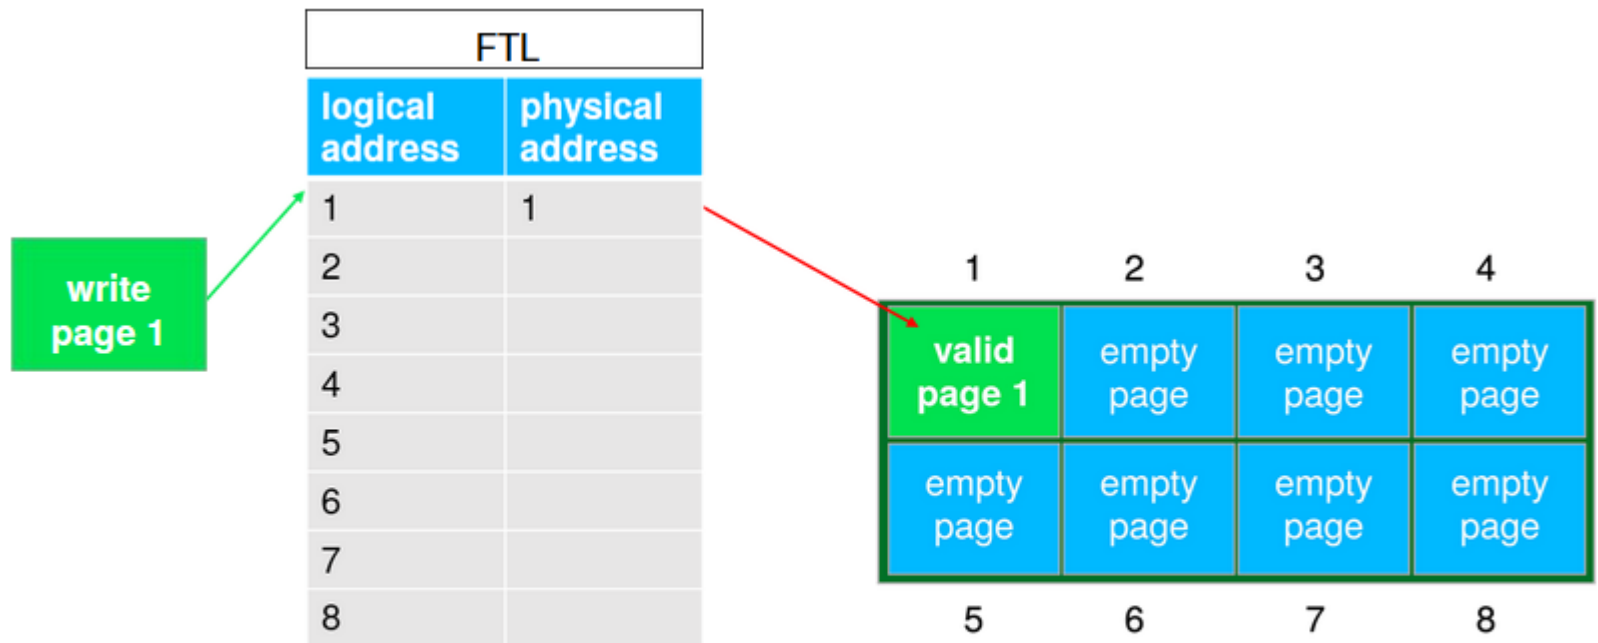 FTL
logical address physical address
1 1
2
3
4
5
6
7
8
write
page 1
1 2 3 4
valid page 1 empty page empty page empty page
empty page empty page empty page empty page
5 6 7 8